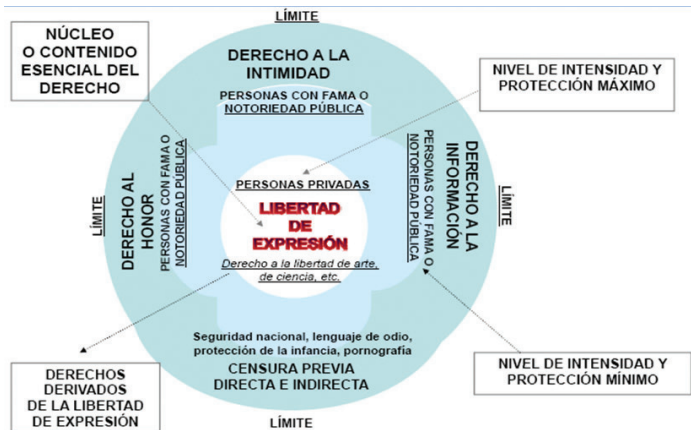 LÍMITE
NÚCLEO
O CONTENIDO
ESENCIAL DEL
DERECHO
DERECHO A LA
INTIMIDAD
PERSONAS CON FAMA O
NOTORIEDAD PÚBLICA
NIVEL DE INTENSIDAD Y
PROTECCIÓN MÁXIMO
LÍMITE
DERECHO AL
HONOR
PERSONAS CON FAMA O
NOTORIEDAD PÚBLICA
PERSONAS PRIVADAS
LIBERTAD
DE
EXPRESIÓN
Derecho a la libertad de arte,
de ciencia, etc.
PERSONAS CON FAMA O
NOTORIEDAD PÚBLICA
DERECHO A LA
INFORMACIÓN
LÍMITE
Seguridad nacional, lenguaje de odio,
protección de la infancia, pornografía
CENSURA PREVIA
DIRECTA E INDIRECTA
DERECHOS
DERIVADOS
DE LA LIBERTAD
DE EXPRESIÓN
NIVEL DE INTENSIDAD Y
PROTECCIÓN MÍNIMO
LÍMITE